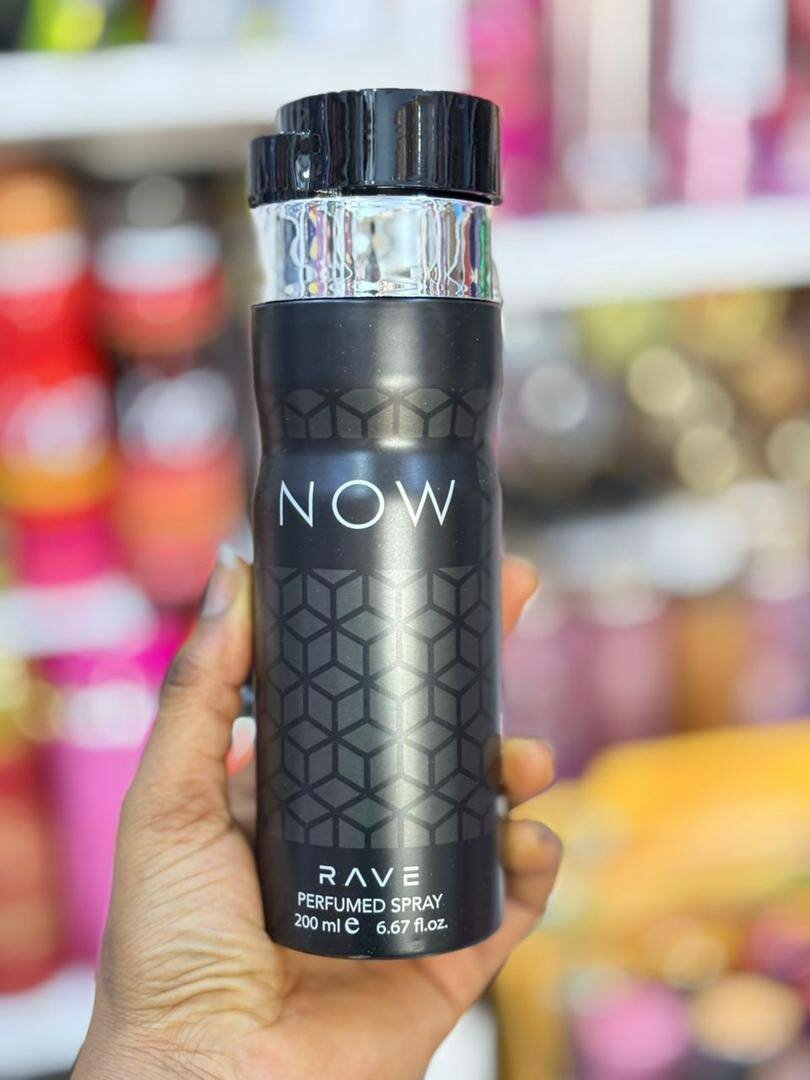 NOW
RAVE
PERFUMED SPRAY
200 ml e 6.67 fl.oz.